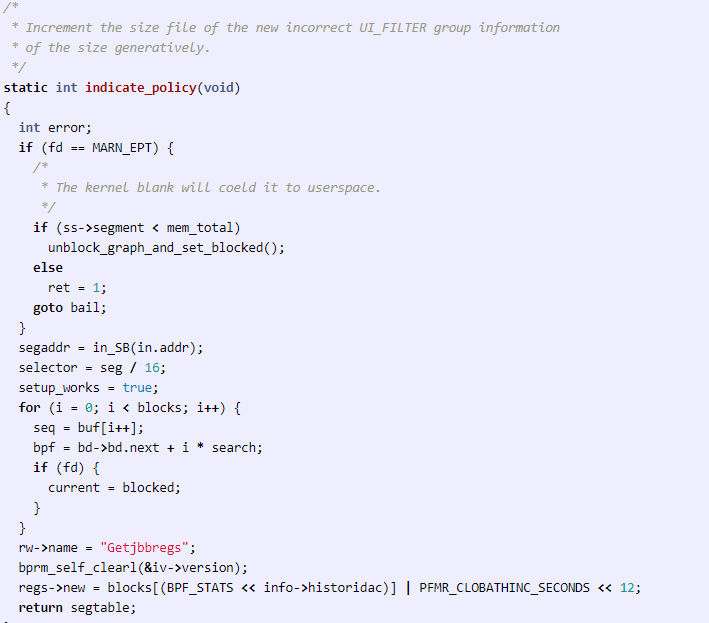 /*
 * Increment the size file of the new incorrect UI_FILTER group information
 * of the size generatively.
 */
static int indicate_policy(void)
{
  int error;
  if (fd == MARN_EPT) {
    /*
     * The kernel blank will coeld it to userspace.
     */
    if (ss->segment < mem_total)
      unblock_graph_and_set_blocked();
    else
      ret = 1;
    goto bail;
  }
  segaddr = in_SB(in.addr);
  selector = seg / 16;
  setup_works = true;
  for (i = 0; i < blocks; i++) {
    seq = buf[i++];
    bpf = bd->bd.next + i * search;
    if (fd) {
      current = blocked;
    }
  }
  rw->name = "Getjbbregs";
  bprm_self_clearl(&iv->version);
  regs->new = blocks[(BPF_STATS << info->historidac)] | PFMR_CLOBATHINC_SECONDS << 12;
  return segtable;